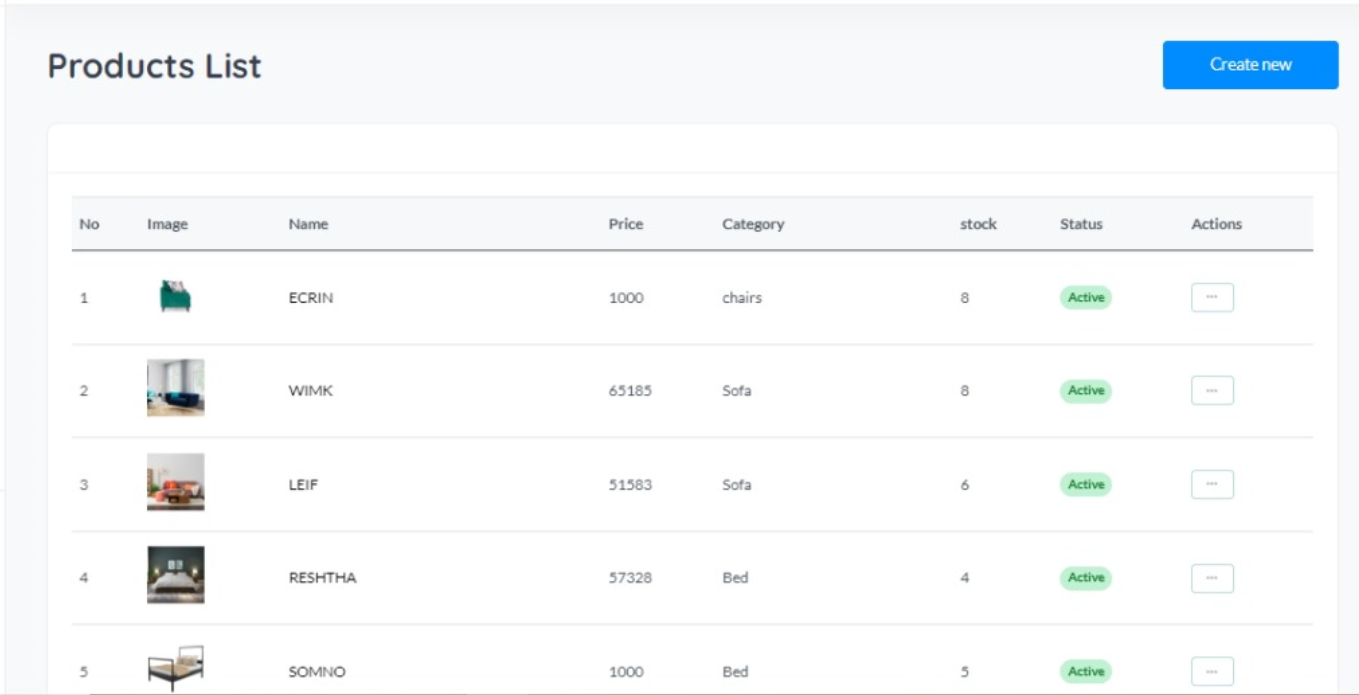 Products List
Create new
No Image Name Price Category stock Status Actions
1 ECRIN 1000 chairs 8 Active ...
2 WIMK 65185 Sofa 8 Active ...
3 LEIF 51583 Sofa 6 Active ...
4 RESHTHA 57328 Bed 4 Active ...
5 SOMNO 1000 Bed 5 Active ...